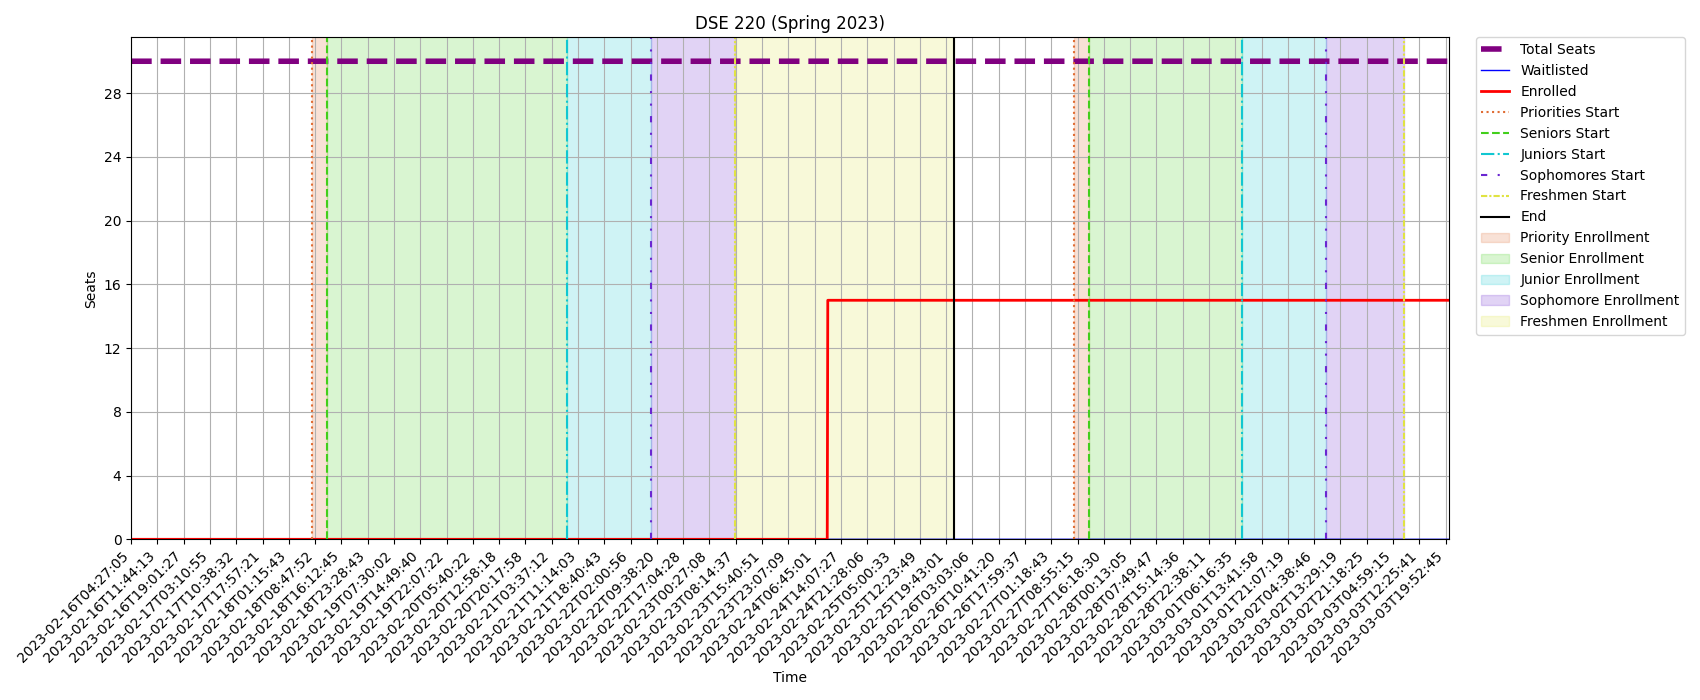 DSE 220 (Spring 2023)
Seats
28
24
20
16
12
8
4
0
2023-02-16T04:27:05
2023-02-16T11:44:13
2023-02-16T19:01:27
2023-02-17T03:10:55
2023-02-17T10:38:32
2023-02-17T17:57:21
2023-02-18T01:15:43
2023-02-18T08:47:52
2023-02-18T16:12:45
2023-02-18T23:28:43
2023-02-19T07:30:02
2023-02-19T14:49:40
2023-02-19T22:07:22
2023-02-20T05:40:22
2023-02-20T12:58:18
2023-02-20T20:17:58
2023-02-21T03:37:12
2023-02-21T11:14:03
2023-02-21T18:40:43
2023-02-22T02:00:56
2023-02-22T09:38:20
2023-02-22T17:04:28
2023-02-23T00:27:08
2023-02-23T08:14:37
2023-02-23T15:40:51
2023-02-23T23:07:09
2023-02-24T06:45:01
2023-02-24T14:07:27
2023-02-24T21:28:06
2023-02-25T05:00:33
2023-02-25T12:23:49
2023-02-25T19:43:01
2023-02-26T03:03:06
2023-02-26T10:41:20
2023-02-26T17:59:37
2023-02-27T01:18:43
2023-02-27T08:55:15
2023-02-27T16:18:30
2023-02-28T00:13:05
2023-02-28T07:49:47
2023-02-28T15:14:36
2023-02-28T22:38:11
2023-03-01T06:16:35
2023-03-01T13:41:58
2023-03-01T21:07:19
2023-03-02T04:38:46
2023-03-02T13:29:19
2023-03-02T21:18:25
2023-03-03T04:59:15
2023-03-03T12:25:41
2023-03-03T19:52:45
Time
Total Seats
Waitlisted
Enrolled
Priorities Start
Seniors Start
Juniors Start
Sophomores Start
Freshmen Start
End
Priority Enrollment
Senior Enrollment
Junior Enrollment
Sophomore Enrollment
Freshmen Enrollment